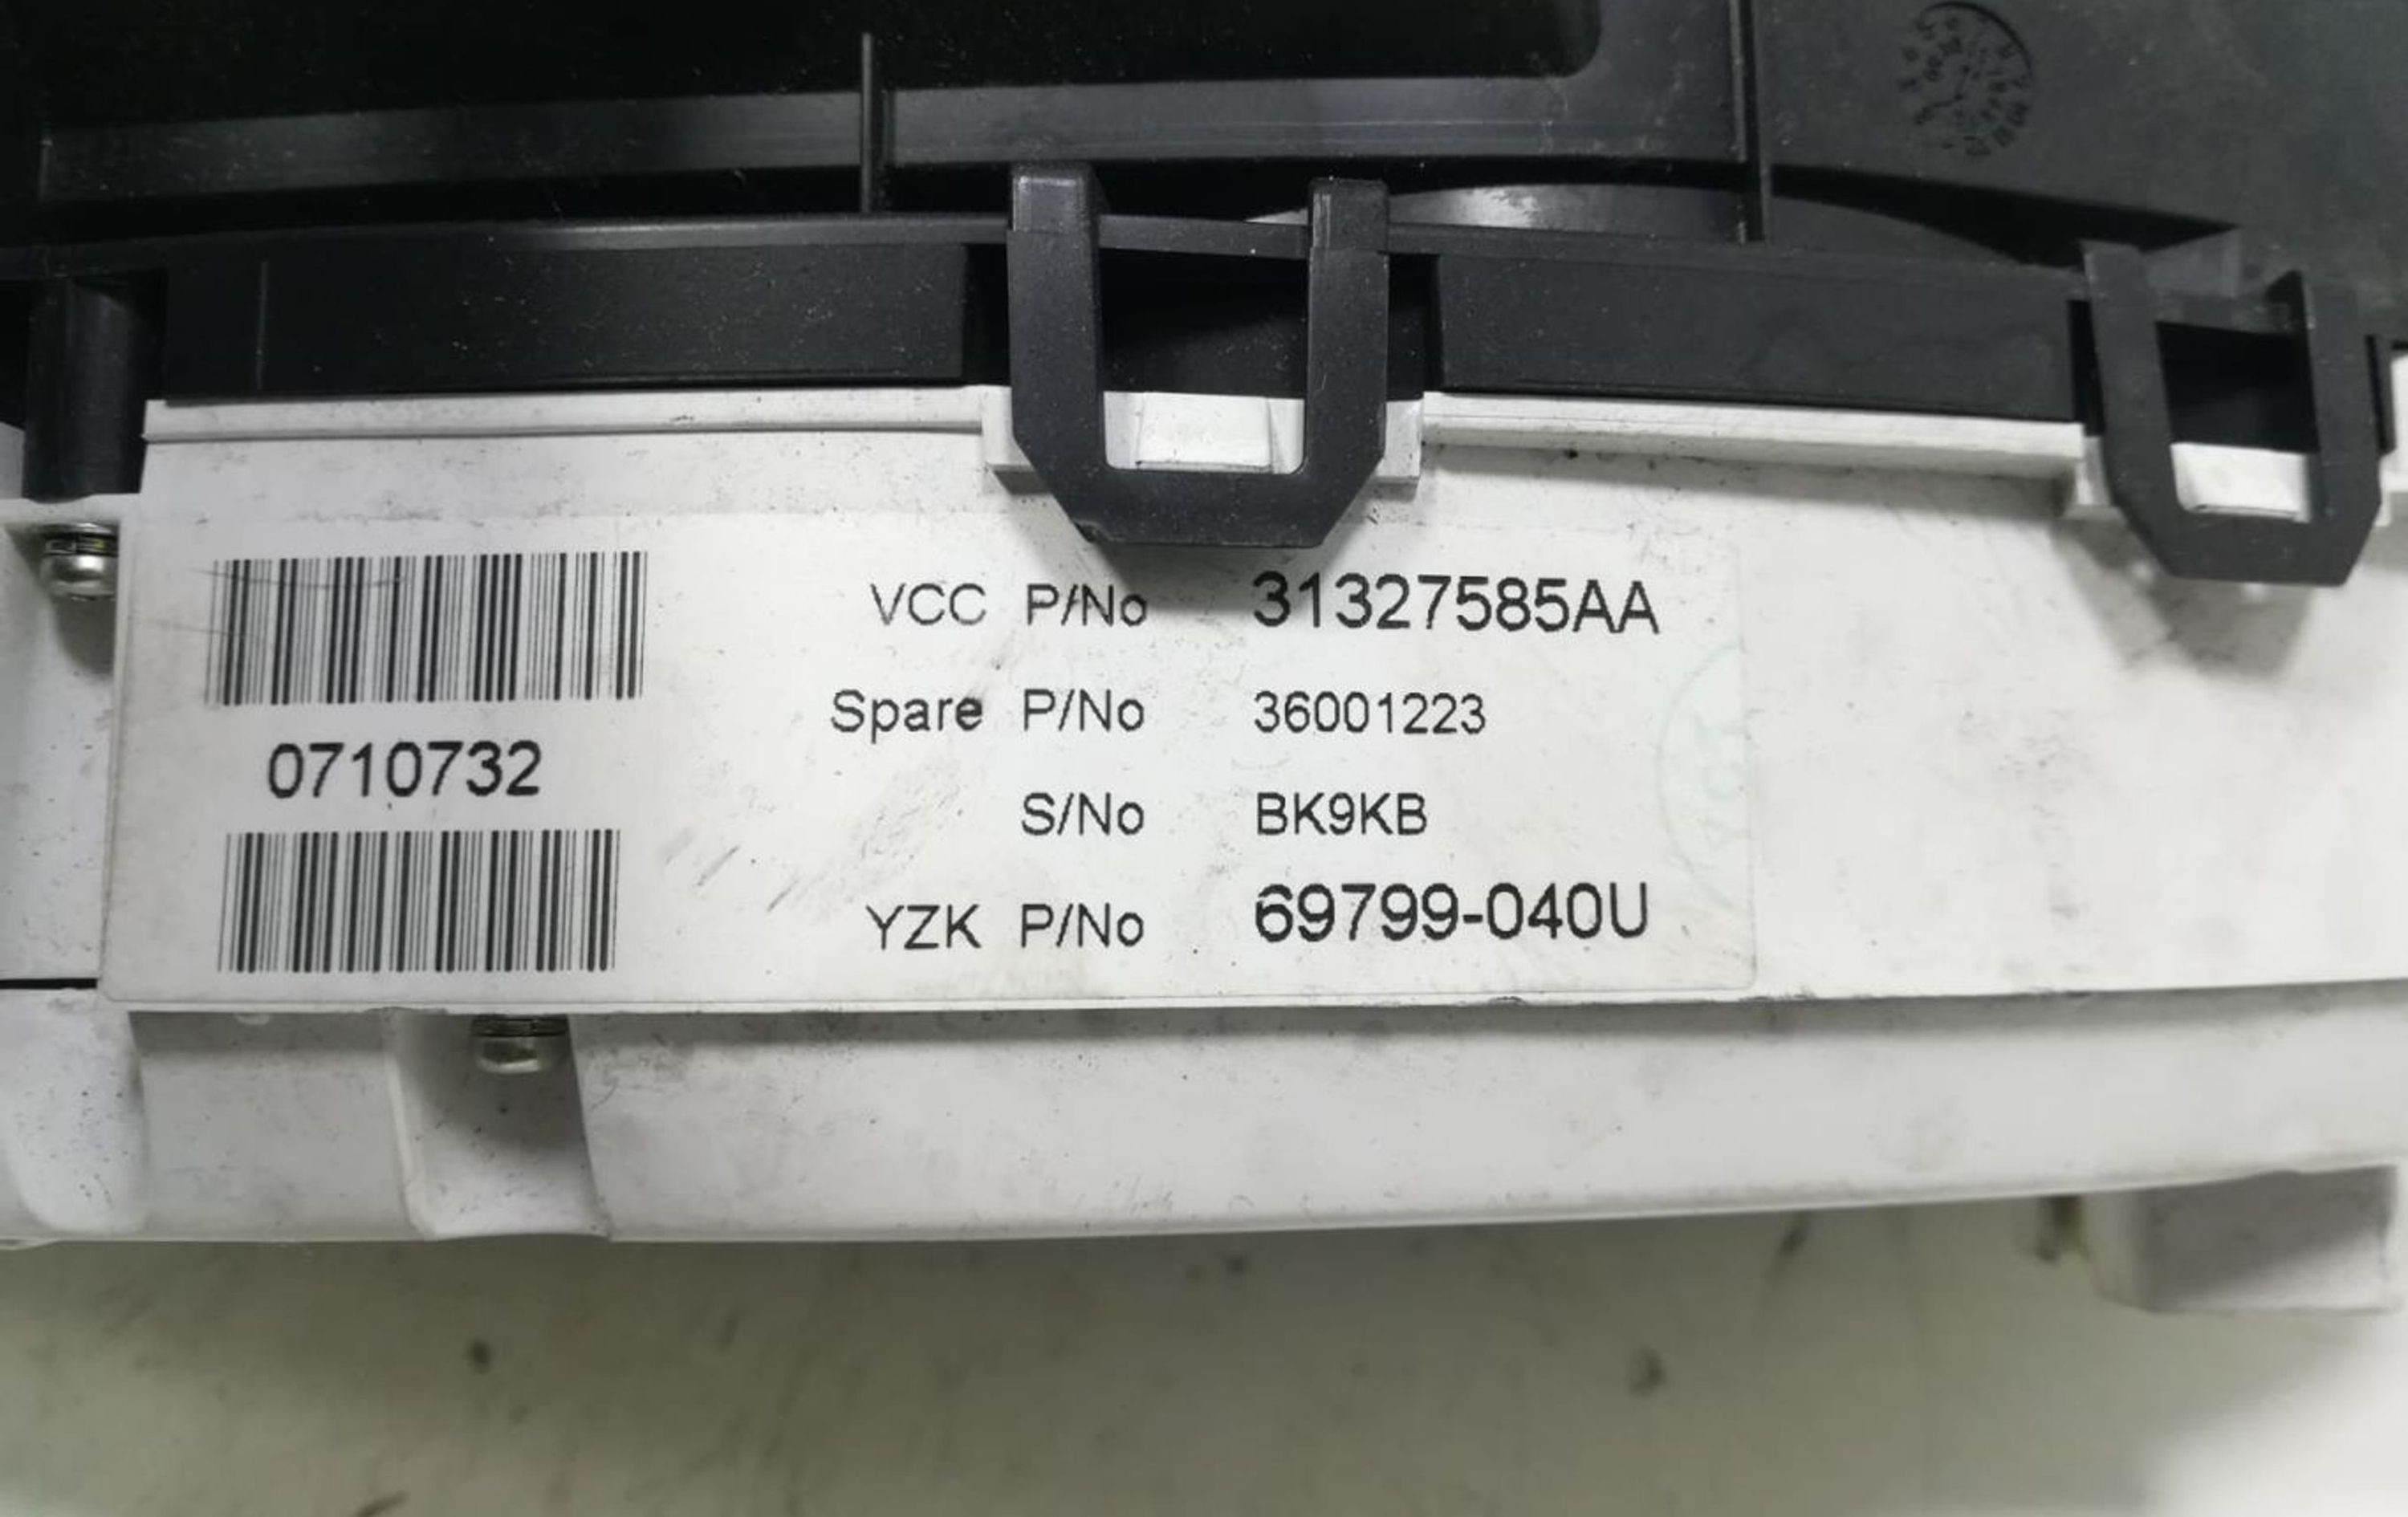 0710732
VCC P/No 31327585AA
Spare P/No 36001223
S/No BK9KB
YZK P/No 69799-040U